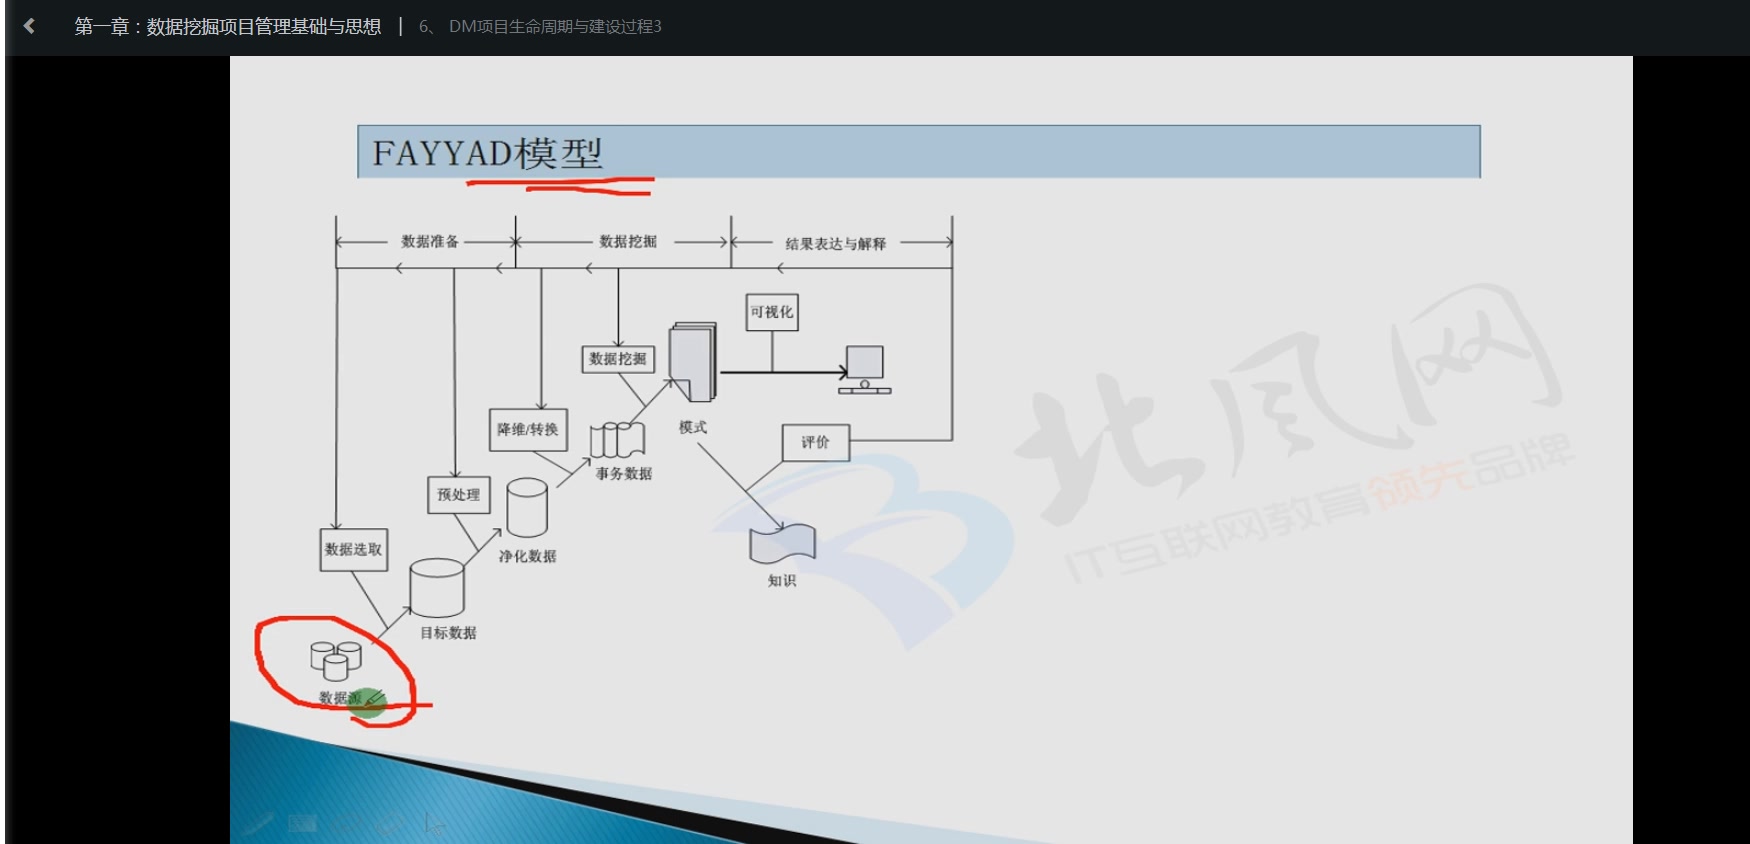 第一章：数据挖掘项目管理基础与思想 | 6、 DM项目生命周期与建设过程3
FAYYAD模型
数据准备 数据挖掘 结果表达与解释
可视化
数据挖掘
降维/转换
模式
评价
事务数据
预处理
数据选取
净化数据
知识
目标数据
数据源
北风网
IT互联网教育领先品牌